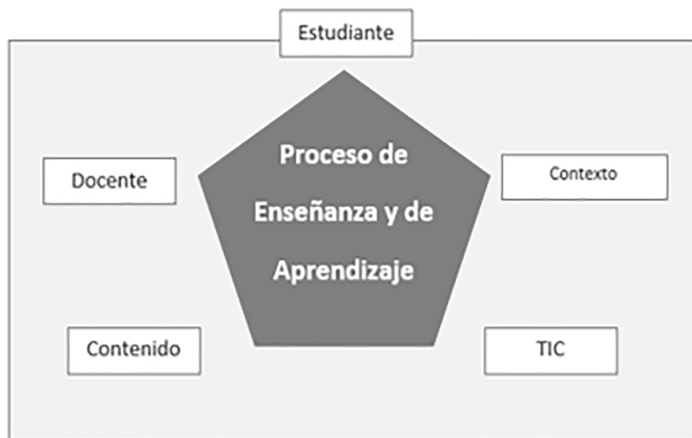 Estudiante
Proceso de
Enseñanza y de
Aprendizaje
Docente
Contexto
Contenido
TIC